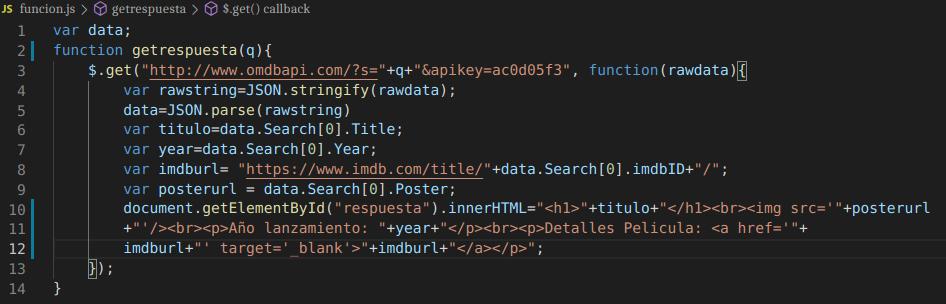 JS funcion.js > getrespuesta > $.get() callback
1 var data;
2 function getrespuesta(q){
3 $.get("http://www.omdbapi.com/?s="+q+"&apikey=ac0d05f3", function(rawdata){
4 var rawstring=JSON.stringify(rawdata);
5 data=JSON.parse(rawstring)
6 var titulo=data.Search[0].Title;
7 var year=data.Search[0].Year;
8 var imdburl= "https://www.imdb.com/title/"+data.Search[0].imdbID+"/";
9 var posterurl = data.Search[0].Poster;
10 document.getElementById("respuesta").innerHTML="<h1>"+titulo+"</h1><br><img src='"+posterurl
11 +"'/><br><p>Año lanzamiento: "+year+"</p><br><p>Detalles Pelicula: <a href='"+
12 imdburl+"' target='_blank'>"+imdburl+"</a></p>";
13 });
14 }